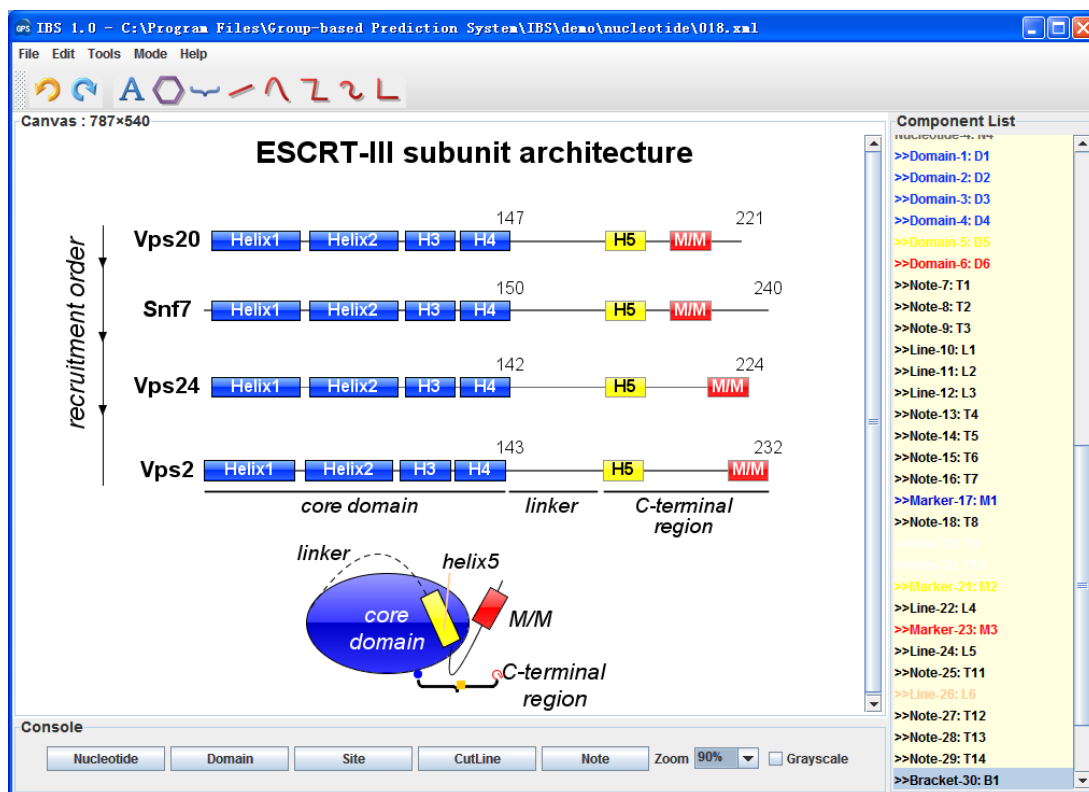 IBS 1.0 - C:\Program Files\Group-based Prediction System\IBS\demo\nucleotide\018.xml
File Edit Tools Mode Help
Canvas : 787×540
Component List
ESCRT-III subunit architecture
147 221
Vps20 Helix1 Helix2 H3 H4 H5 M/M
150 240
Snf7 Helix1 Helix2 H3 H4 H5 M/M
142 224
Vps24 Helix1 Helix2 H3 H4 H5 M/M
143 232
Vps2 Helix1 Helix2 H3 H4 H5 M/M
recruitment order
core domain linker C-terminal
region
linker
helix5
core
domain
M/M
C-terminal
region
Nucleotide-4: N4
>>Domain-1: D1
>>Domain-2: D2
>>Domain-3: D3
>>Domain-4: D4
>>Domain-5: D5
>>Domain-6: D6
>>Note-7: T1
>>Note-8: T2
>>Note-9: T3
>>Line-10: L1
>>Line-11: L2
>>Line-12: L3
>>Note-13: T4
>>Note-14: T5
>>Note-15: T6
>>Note-16: T7
>>Marker-17: M1
>>Note-18: T8
>>Marker-21: M2
>>Line-22: L4
>>Marker-23: M3
>>Line-24: L5
>>Note-25: T11
>>Line-26: L6
>>Note-27: T12
>>Note-28: T13
>>Note-29: T14
>>Bracket-30: B1
Console
Nucleotide Domain Site CutLine Note Zoom 90% Grayscale